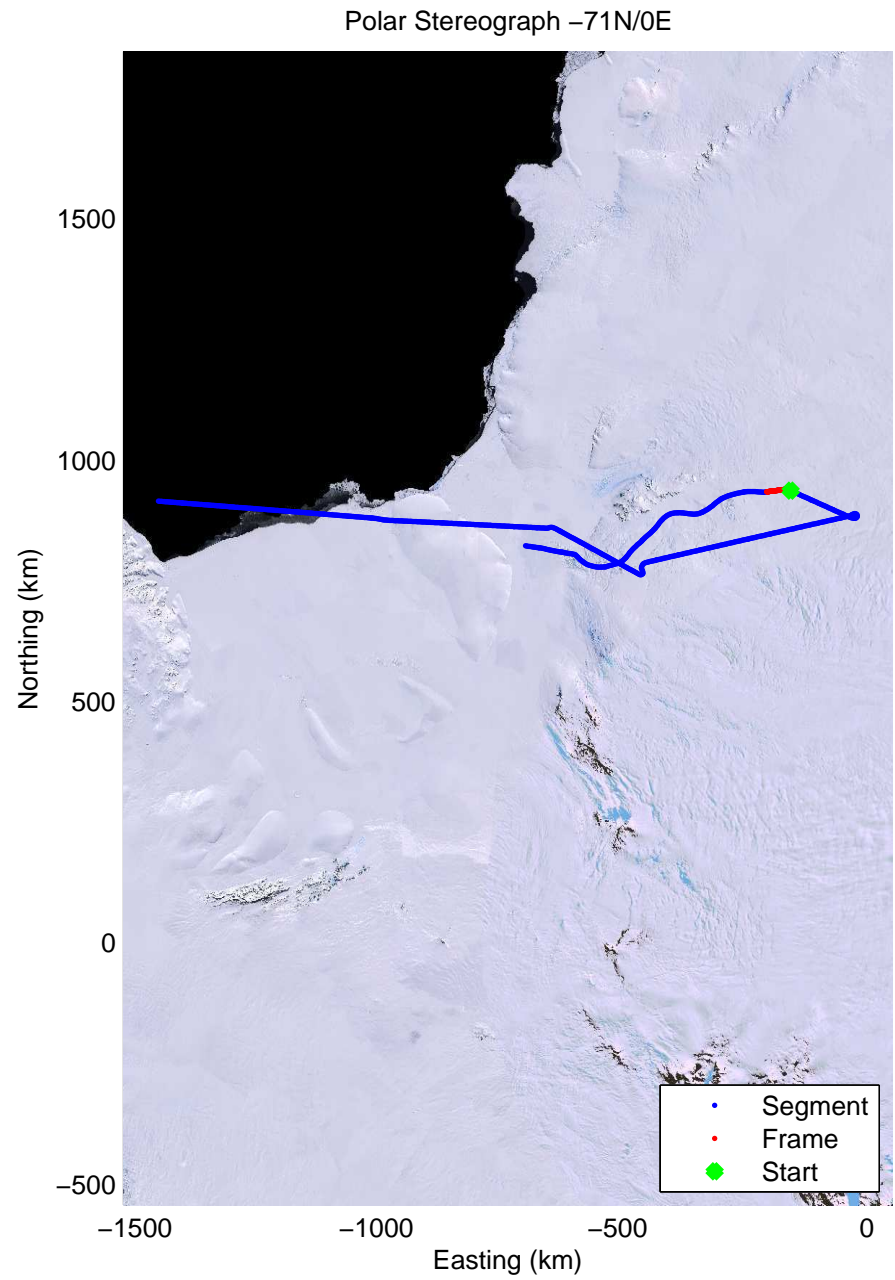 Polar Stereograph −71N/0E
1500
1000
500
0
−500
Northing (km)
−1500
−1000
−500
0
Easting (km)
Segment
Frame
Start